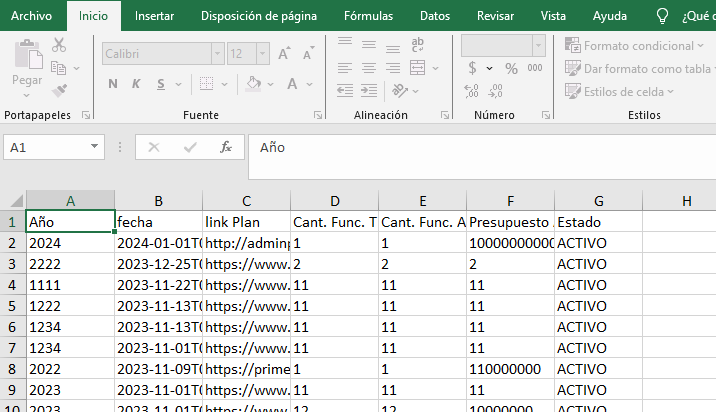 Archivo Inicio Insertar Disposición de página Fórmulas Datos Revisar Vista Ayuda ¿Qué
Pegar Calibri 12 A A ab c Formato condicional
N K S A $ % 000 Dar formato como tabla
,00 ,0 Estilos de celda
Portapapeles Fuente Alineación Número Estilos
A1 fx Año
A B C D E F G H
1 Año fecha link Plan Cant. Func. T Cant. Func. A Presupuesto Estado
2 2024 2024-01-01T0 http://adminp 1 1 10000000000 ACTIVO
3 2222 2023-12-25T0 https://www. 2 2 2 ACTIVO
4 1111 2023-11-22T0 https://www. 11 11 11 ACTIVO
5 1222 2023-11-13T0 https://www. 11 11 11 ACTIVO
6 1234 2023-11-13T0 https://www. 11 11 11 ACTIVO
7 1234 2023-11-01T0 https://www. 11 11 11 ACTIVO
8 2022 2023-11-09T0 https://prime 1 1 110000000 ACTIVO
9 2023 2023-11-01T0 https://www. 11 11 11 ACTIVO
10 2023 2023-11-01T0 https://www. 12 12 10000000 ACTIVO